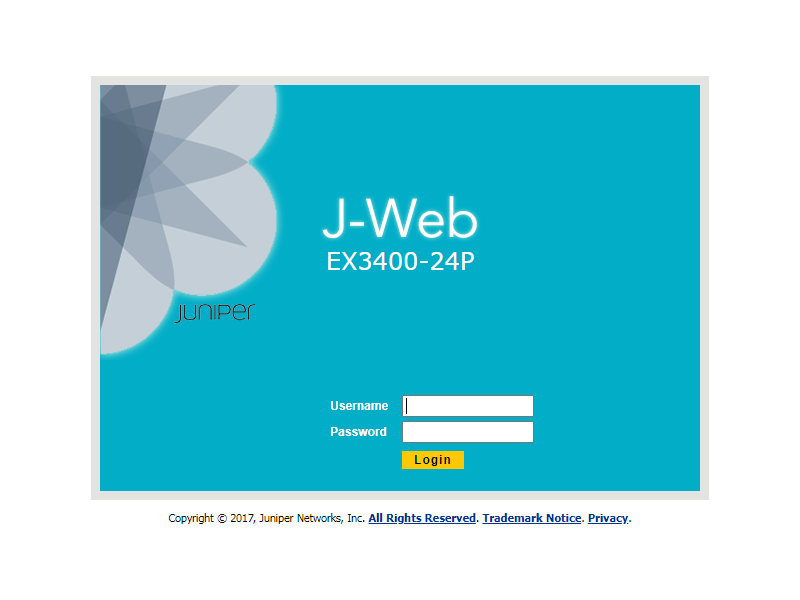 J-Web
EX3400-24P
Juniper
Username
Password
Login
Copyright © 2017, Juniper Networks, Inc. All Rights Reserved. Trademark Notice. Privacy.